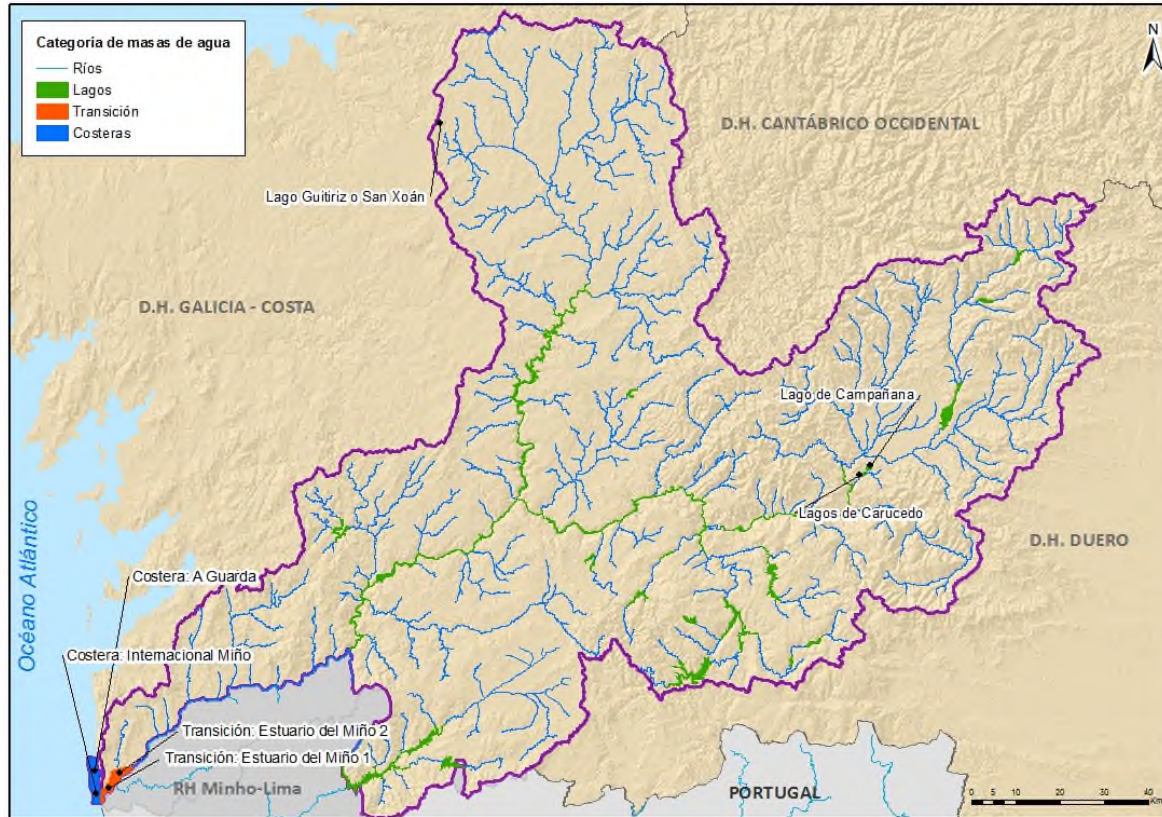 Categoría de masas de agua
Ríos
Lagos
Transición
Costeras
N
D.H. CANTÁBRICO OCCIDENTAL
Lago Guitiriz o San Xoán
D.H. GALICIA - COSTA
Lago de Campañana
Lagos de Carucedo
D.H. DUERO
Océano Atlántico
Costera: A Guarda
Costera: Internacional Miño
Transición: Estuario del Miño 2
Transición: Estuario del Miño 1
RH Minho-Lima
PORTUGAL
0 5 10 20 30 40
Km